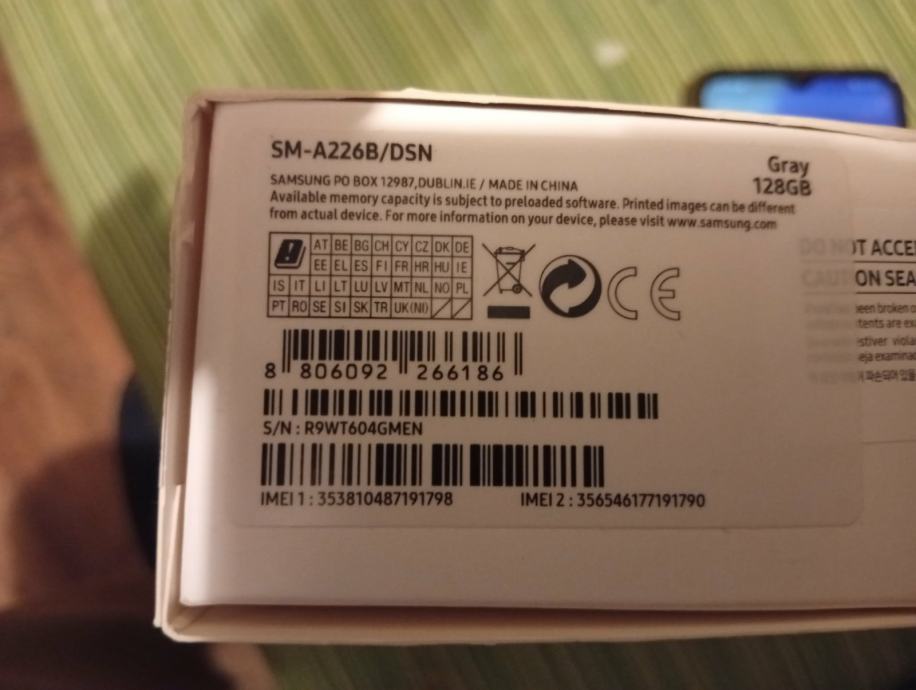 SM-A226B/DSN
Gray
128GB
SAMSUNG PO BOX 12987,DUBLIN.IE / MADE IN CHINA
Available memory capacity is subject to preloaded software. Printed images can be different
from actual device. For more information on your device, please visit www.samsung.com
AT BE BG CH CY CZ DK DE
EE EL ES FI FR HR HU IE
IS IT LI LT LU LV MT NL NO PL
PT RO SE SI SK TR UK(NI)
CE
8 806092 266186
S/N : R9WT604GMEN
IMEI 1 : 353810487191798 IMEI 2 : 356546177191790
DO NOT
ON
been broken